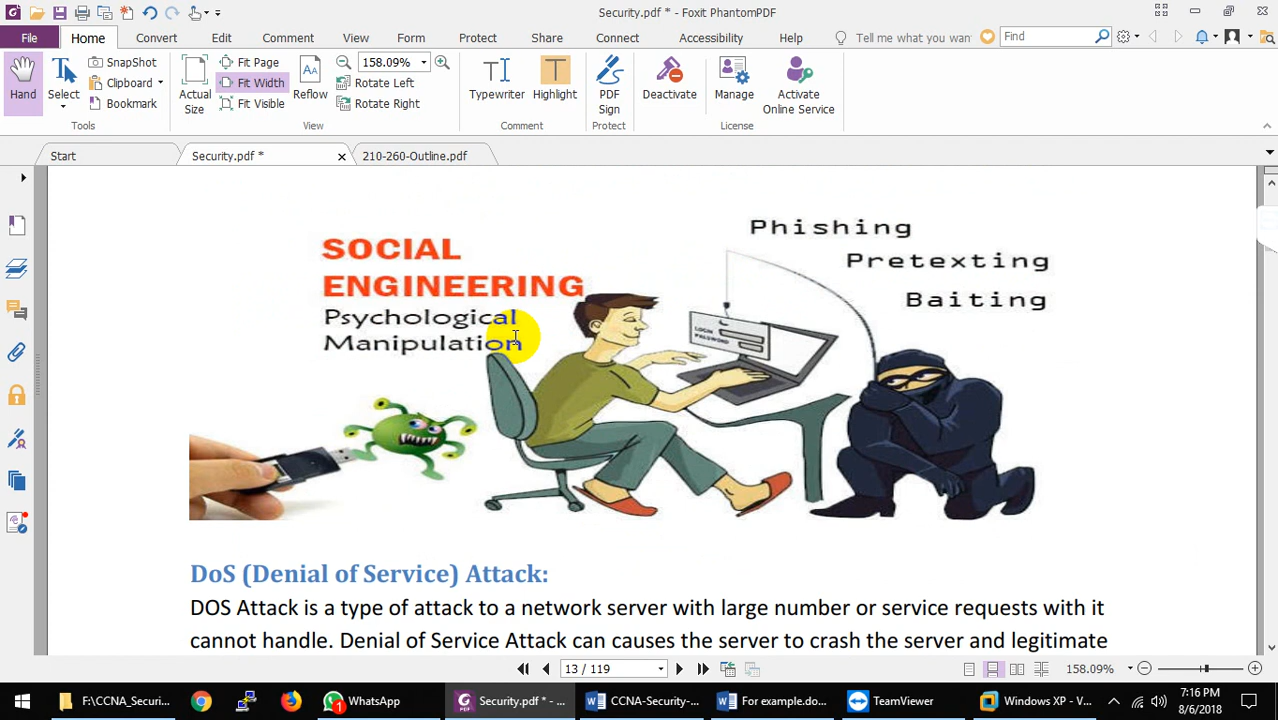 Security.pdf * - Foxit PhantomPDF
File Home Convert Edit Comment View Form Protect Share Connect Accessibility Help Tell me what you want Find
Hand
Select
SnapShot
Clipboard
Bookmark
Tools
Actual
Size
Fit Page
Fit Width
Fit Visible
Reflow
158.09%
Rotate Left
Rotate Right
View
Typewriter
Highlight
Comment
PDF
Sign
Protect
Deactivate
Manage
Activate
Online Service
License
Start Security.pdf * 210-260-Outline.pdf
SOCIAL
ENGINEERING
Psychological
Manipulation
Phishing
Pretexting
Baiting
LOGIN
PASSWORD
DoS (Denial of Service) Attack:
DOS Attack is a type of attack to a network server with large number or service requests with it
cannot handle. Denial of Service Attack can causes the server to crash the server and legitimate
13 / 119 158.09%
F:\CCNA_Securi... 1 WhatsApp Security.pdf * - ... CCNA-Security-... For example.do... TeamViewer Windows XP - V... 7:16 PM
8/6/2018